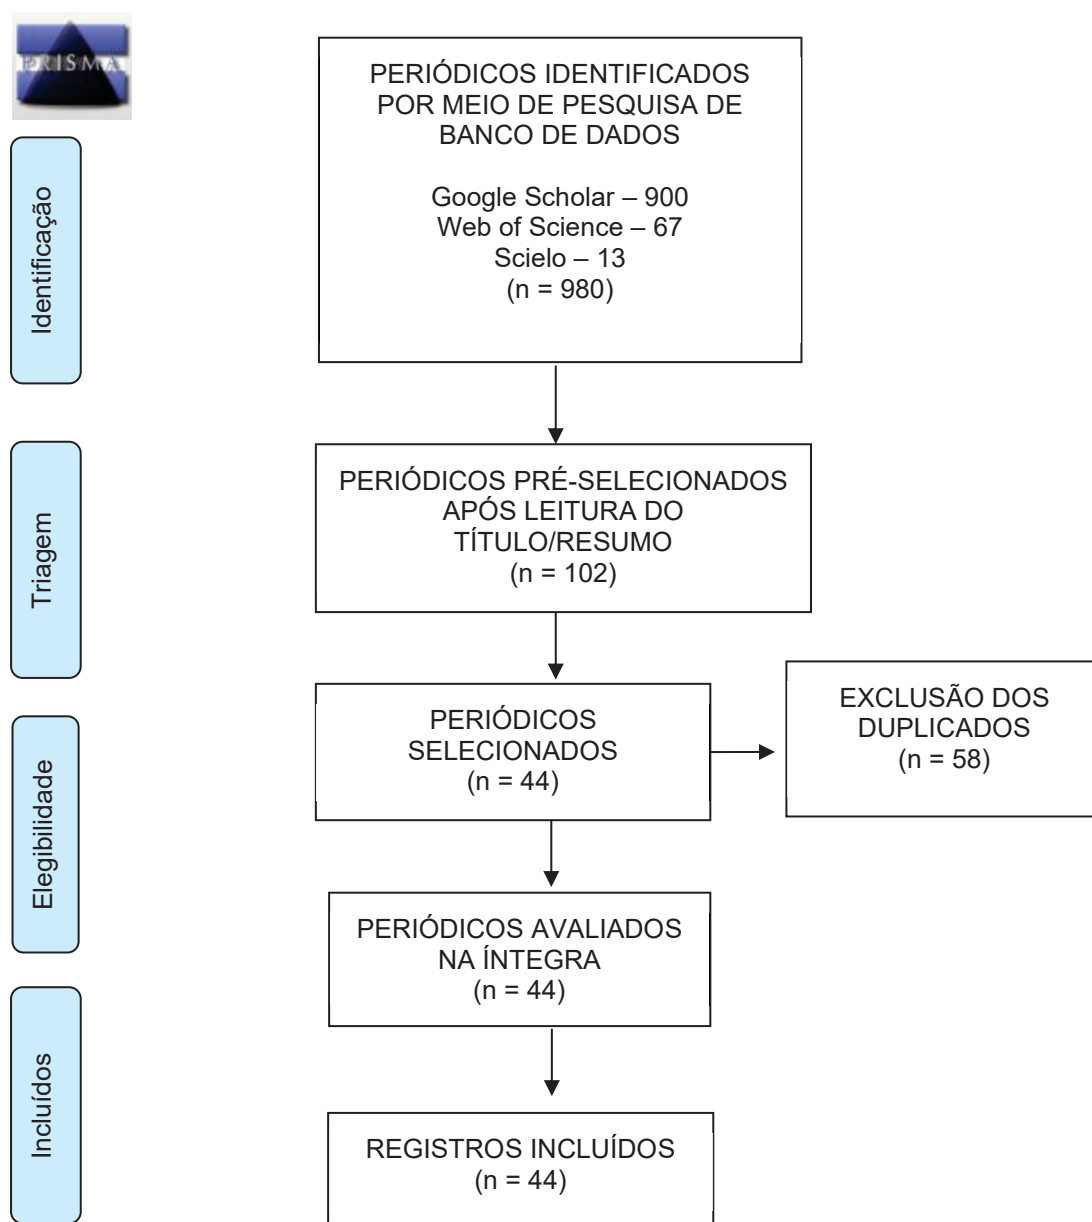 PRISMA
PERIÓDICOS IDENTIFICADOS
POR MEIO DE PESQUISA DE
BANCO DE DADOS
Google Scholar – 900
Web of Science – 67
Scielo – 13
(n = 980)
Identificação
PERIÓDICOS PRÉ-SELECIONADOS
APÓS LEITURA DO
TÍTULO/RESUMO
(n = 102)
Triagem
PERIÓDICOS
SELECIONADOS
(n = 44)
EXCLUSÃO DOS
DUPLICADOS
(n = 58)
Elegibilidade
PERIÓDICOS AVALIADOS
NA ÍNTEGRA
(n = 44)
Incluídos
REGISTROS INCLUÍDOS
(n = 44)